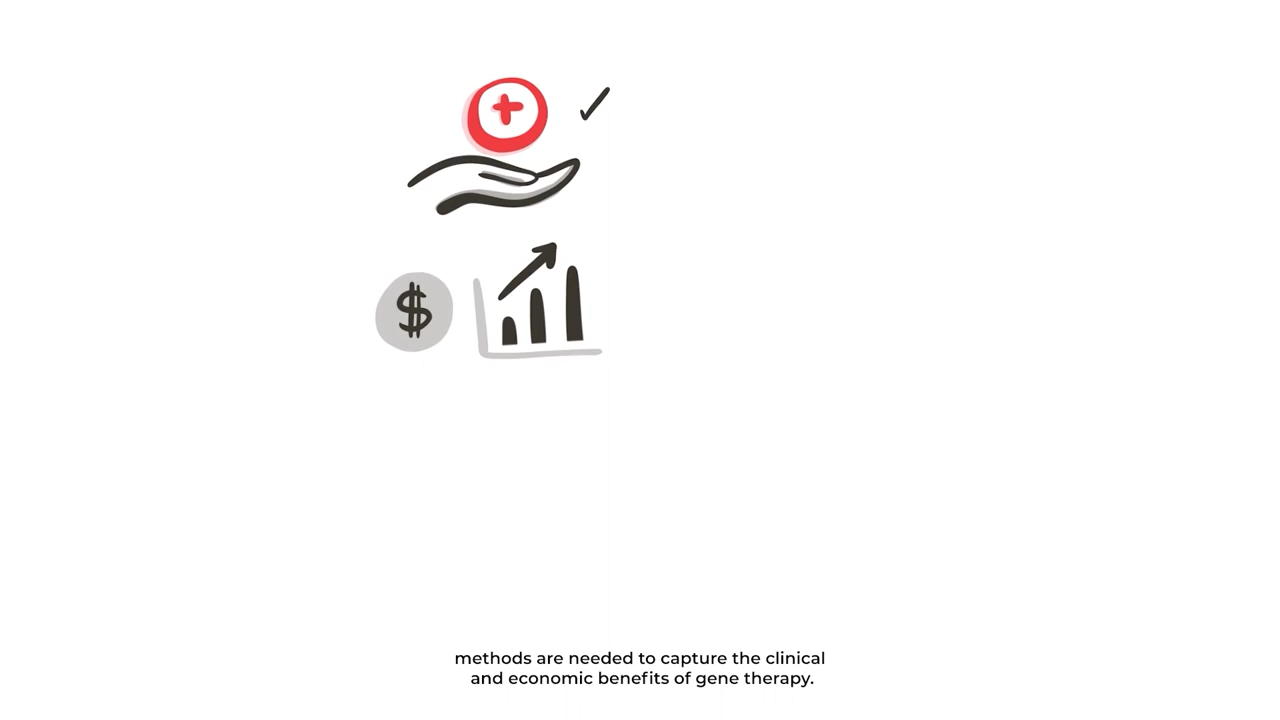 $
methods are needed to capture the clinical
and economic benefits of gene therapy.